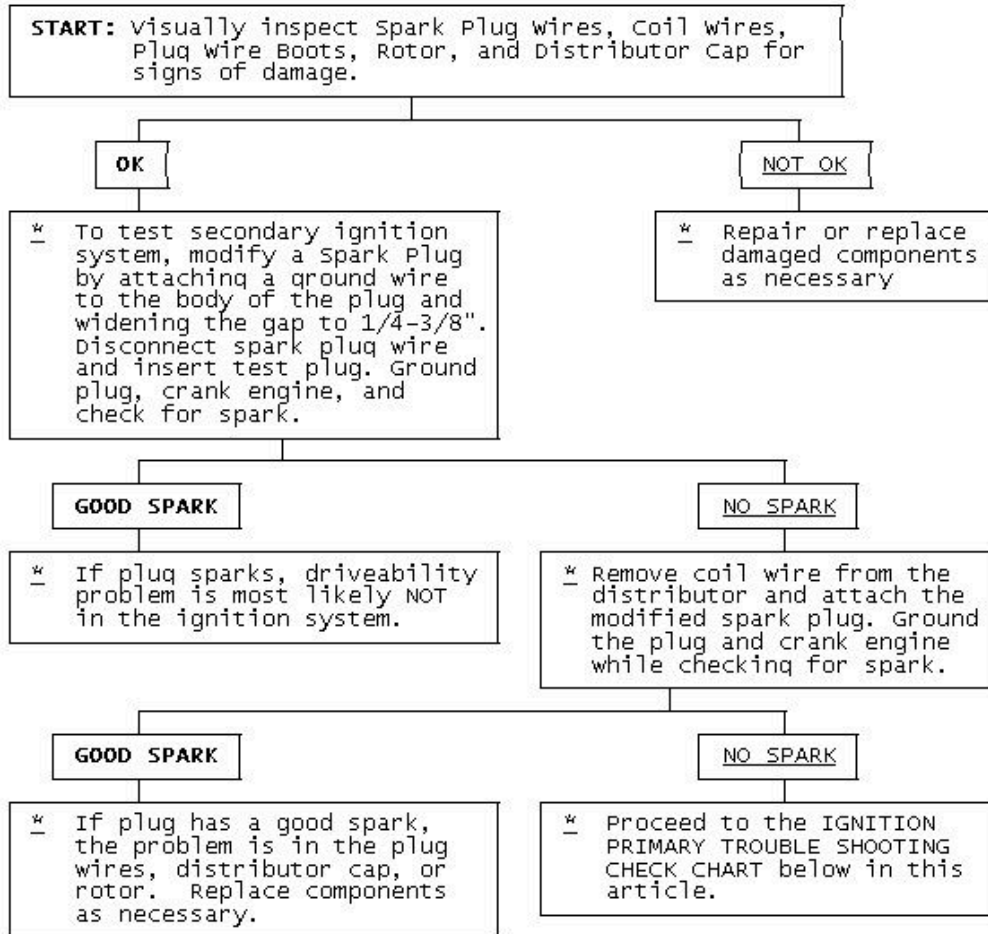 START: Visually inspect Spark Plug Wires, Coil Wires,
Plug Wire Boots, Rotor, and Distributor Cap for
signs of damage.
OK
NOT OK
* To test secondary ignition
system, modify a Spark Plug
by attaching a ground wire
to the body of the plug and
widening the gap to 1/4-3/8".
Disconnect spark plug wire
and insert test plug. Ground
plug, crank engine, and
check for spark.
* Repair or replace
damaged components
as necessary
GOOD SPARK
NO SPARK
* If plug sparks, driveability
problem is most likely NOT
in the ignition system.
* Remove coil wire from the
distributor and attach the
modified spark plug. Ground
the plug and crank engine
while checking for spark.
GOOD SPARK
NO SPARK
* If plug has a good spark,
the problem is in the plug
wires, distributor cap, or
rotor. Replace components
as necessary.
* Proceed to the IGNITION
PRIMARY TROUBLE SHOOTING
CHECK CHART below in this
article.